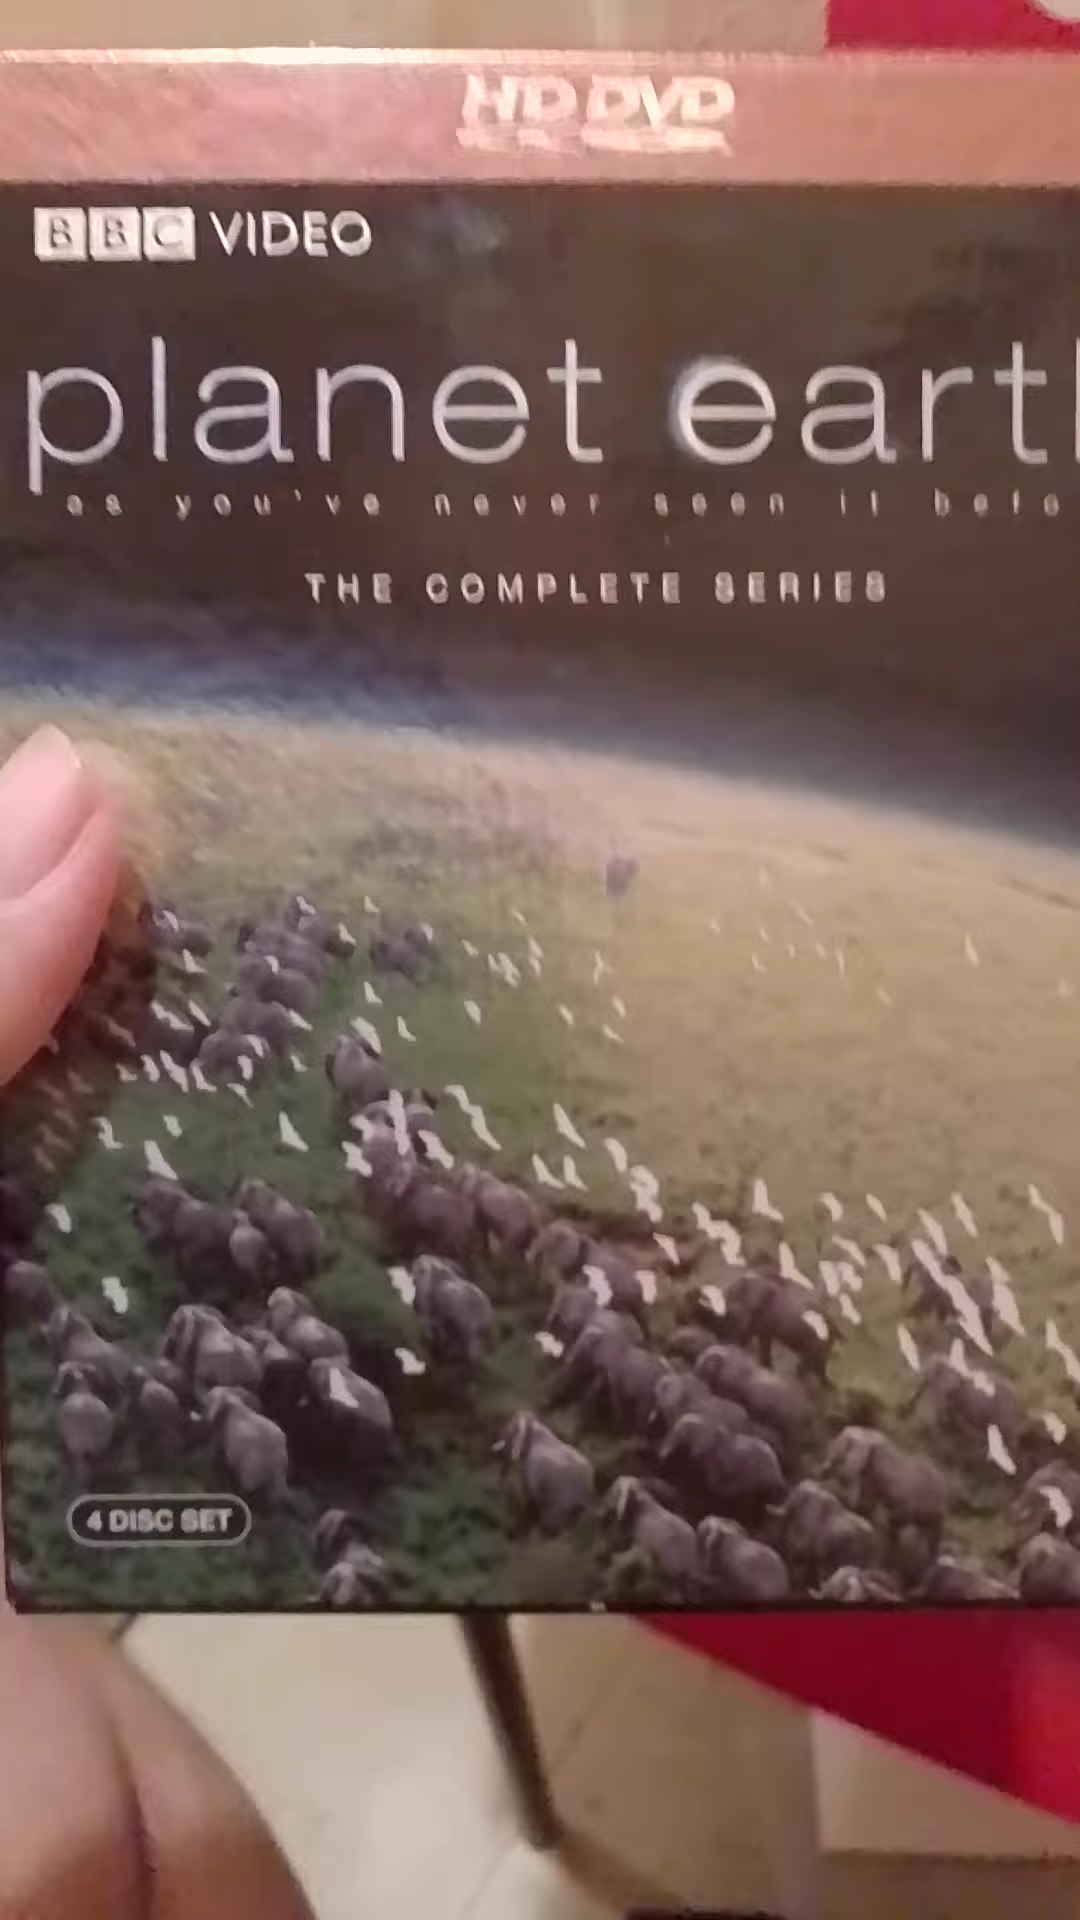 HD DVD
BBC VIDEO
planet eart
as you've never seen it befo
THE COMPLETE SERIES
4 DISC SET